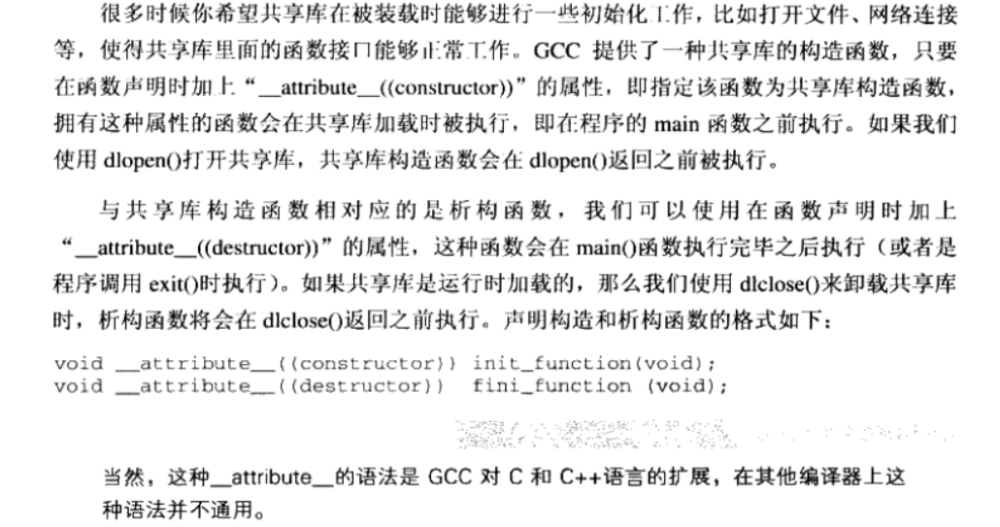 很多时候你希望共享库在被装载时能够进行一些初始化工作，比如打开文件、网络连接
等，使得共享库里面的函数接口能够正常工作。GCC 提供了一种共享库的构造函数，只要
在函数声明时加上“__attribute__((constructor))”的属性，即指定该函数为共享库构造函数，
拥有这种属性的函数会在共享库加载时被执行，即在程序的 main 函数之前执行。如果我们
使用 dlopen()打开共享库，共享库构造函数会在 dlopen()返回之前被执行。
与共享库构造函数相对应的是析构函数，我们可以使用在函数声明时加上
“__attribute__((destructor))”的属性，这种函数会在 main()函数执行完毕之后执行（或者是
程序调用 exit()时执行）。如果共享库是运行时加载的，那么我们使用 dlclose()来卸载共享库
时，析构函数将会在 dlclose()返回之前执行。声明构造和析构函数的格式如下：
void __attribute__((constructor)) init_function(void);
void __attribute__((destructor))  fini_function (void);
当然，这种__attribute__的语法是 GCC 对 C 和 C++语言的扩展，在其他编译器上这
种语法并不通用。